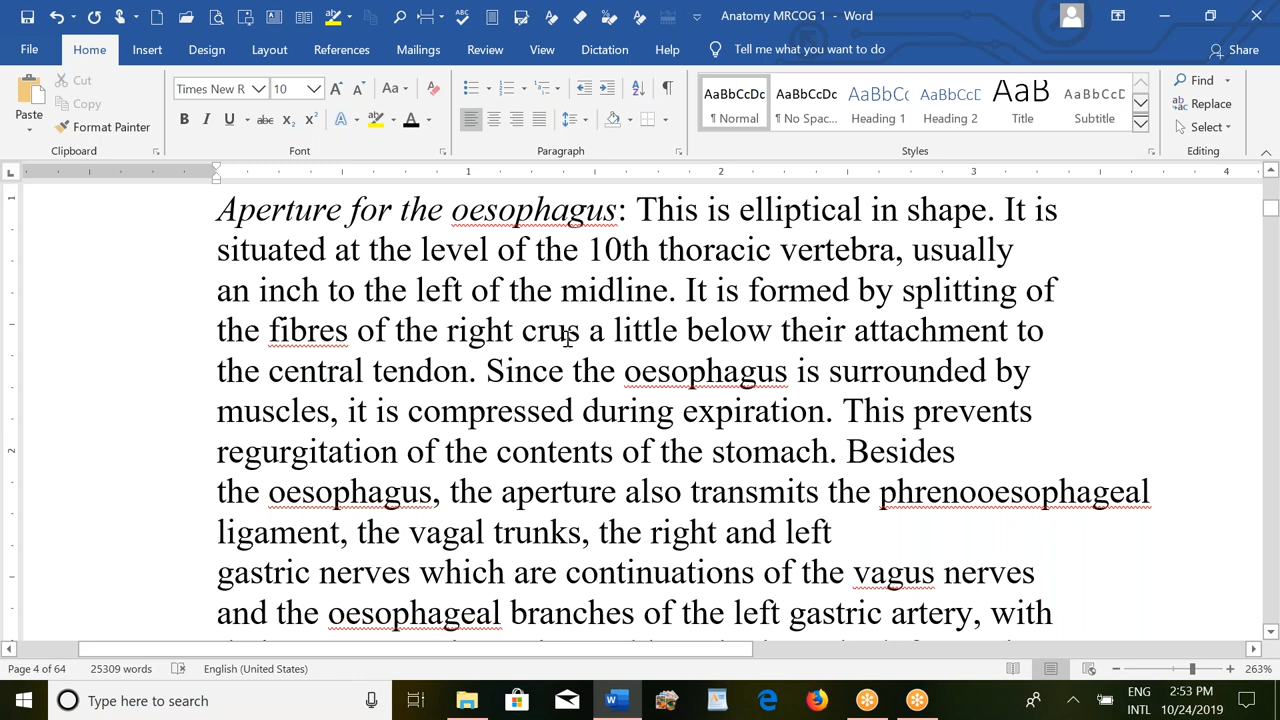 Anatomy MRCOG 1 - Word
File Home Insert Design Layout References Mailings Review View Dictation Help Tell me what you want to do Share
Paste
Cut
Copy
Format Painter
Times New R 10
AaBbCcDc AaBbCcDc AaBbCc AaBbCcD AaB AaBbCcD
¶ Normal ¶ No Spac... Heading 1 Heading 2 Title Subtitle
Find
Replace
Select
Clipboard Font Paragraph Styles Editing
1 2 3 4
Aperture for the oesophagus: This is elliptical in shape. It is
situated at the level of the 10th thoracic vertebra, usually
an inch to the left of the midline. It is formed by splitting of
the fibres of the right crus a little below their attachment to
the central tendon. Since the oesophagus is surrounded by
muscles, it is compressed during expiration. This prevents
regurgitation of the contents of the stomach. Besides
the oesophagus, the aperture also transmits the phrenooesophageal
ligament, the vagal trunks, the right and left
gastric nerves which are continuations of the vagus nerves
and the oesophageal branches of the left gastric artery, with
Page 4 of 64 25309 words English (United States) 263%
Type here to search
ENG
INTL
2:53 PM
10/24/2019